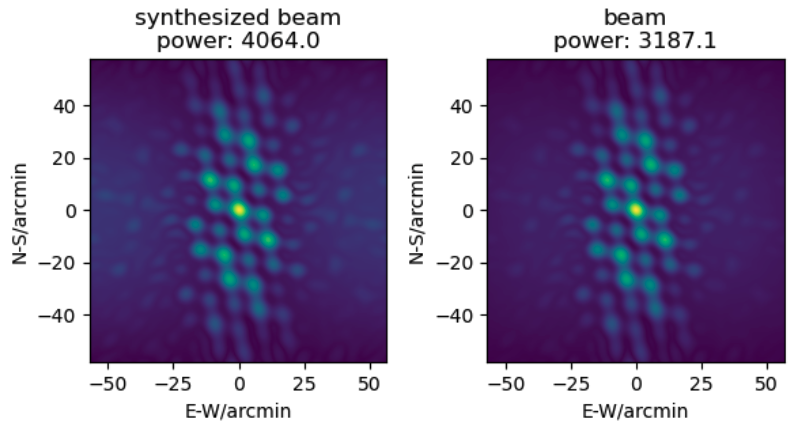 synthesized beam
power: 4064.0
beam
power: 3187.1
N-S/arcmin
40
20
0
−20
−40
−50
−25
0
25
50
E-W/arcmin
N-S/arcmin
40
20
0
−20
−40
−50
−25
0
25
50
E-W/arcmin